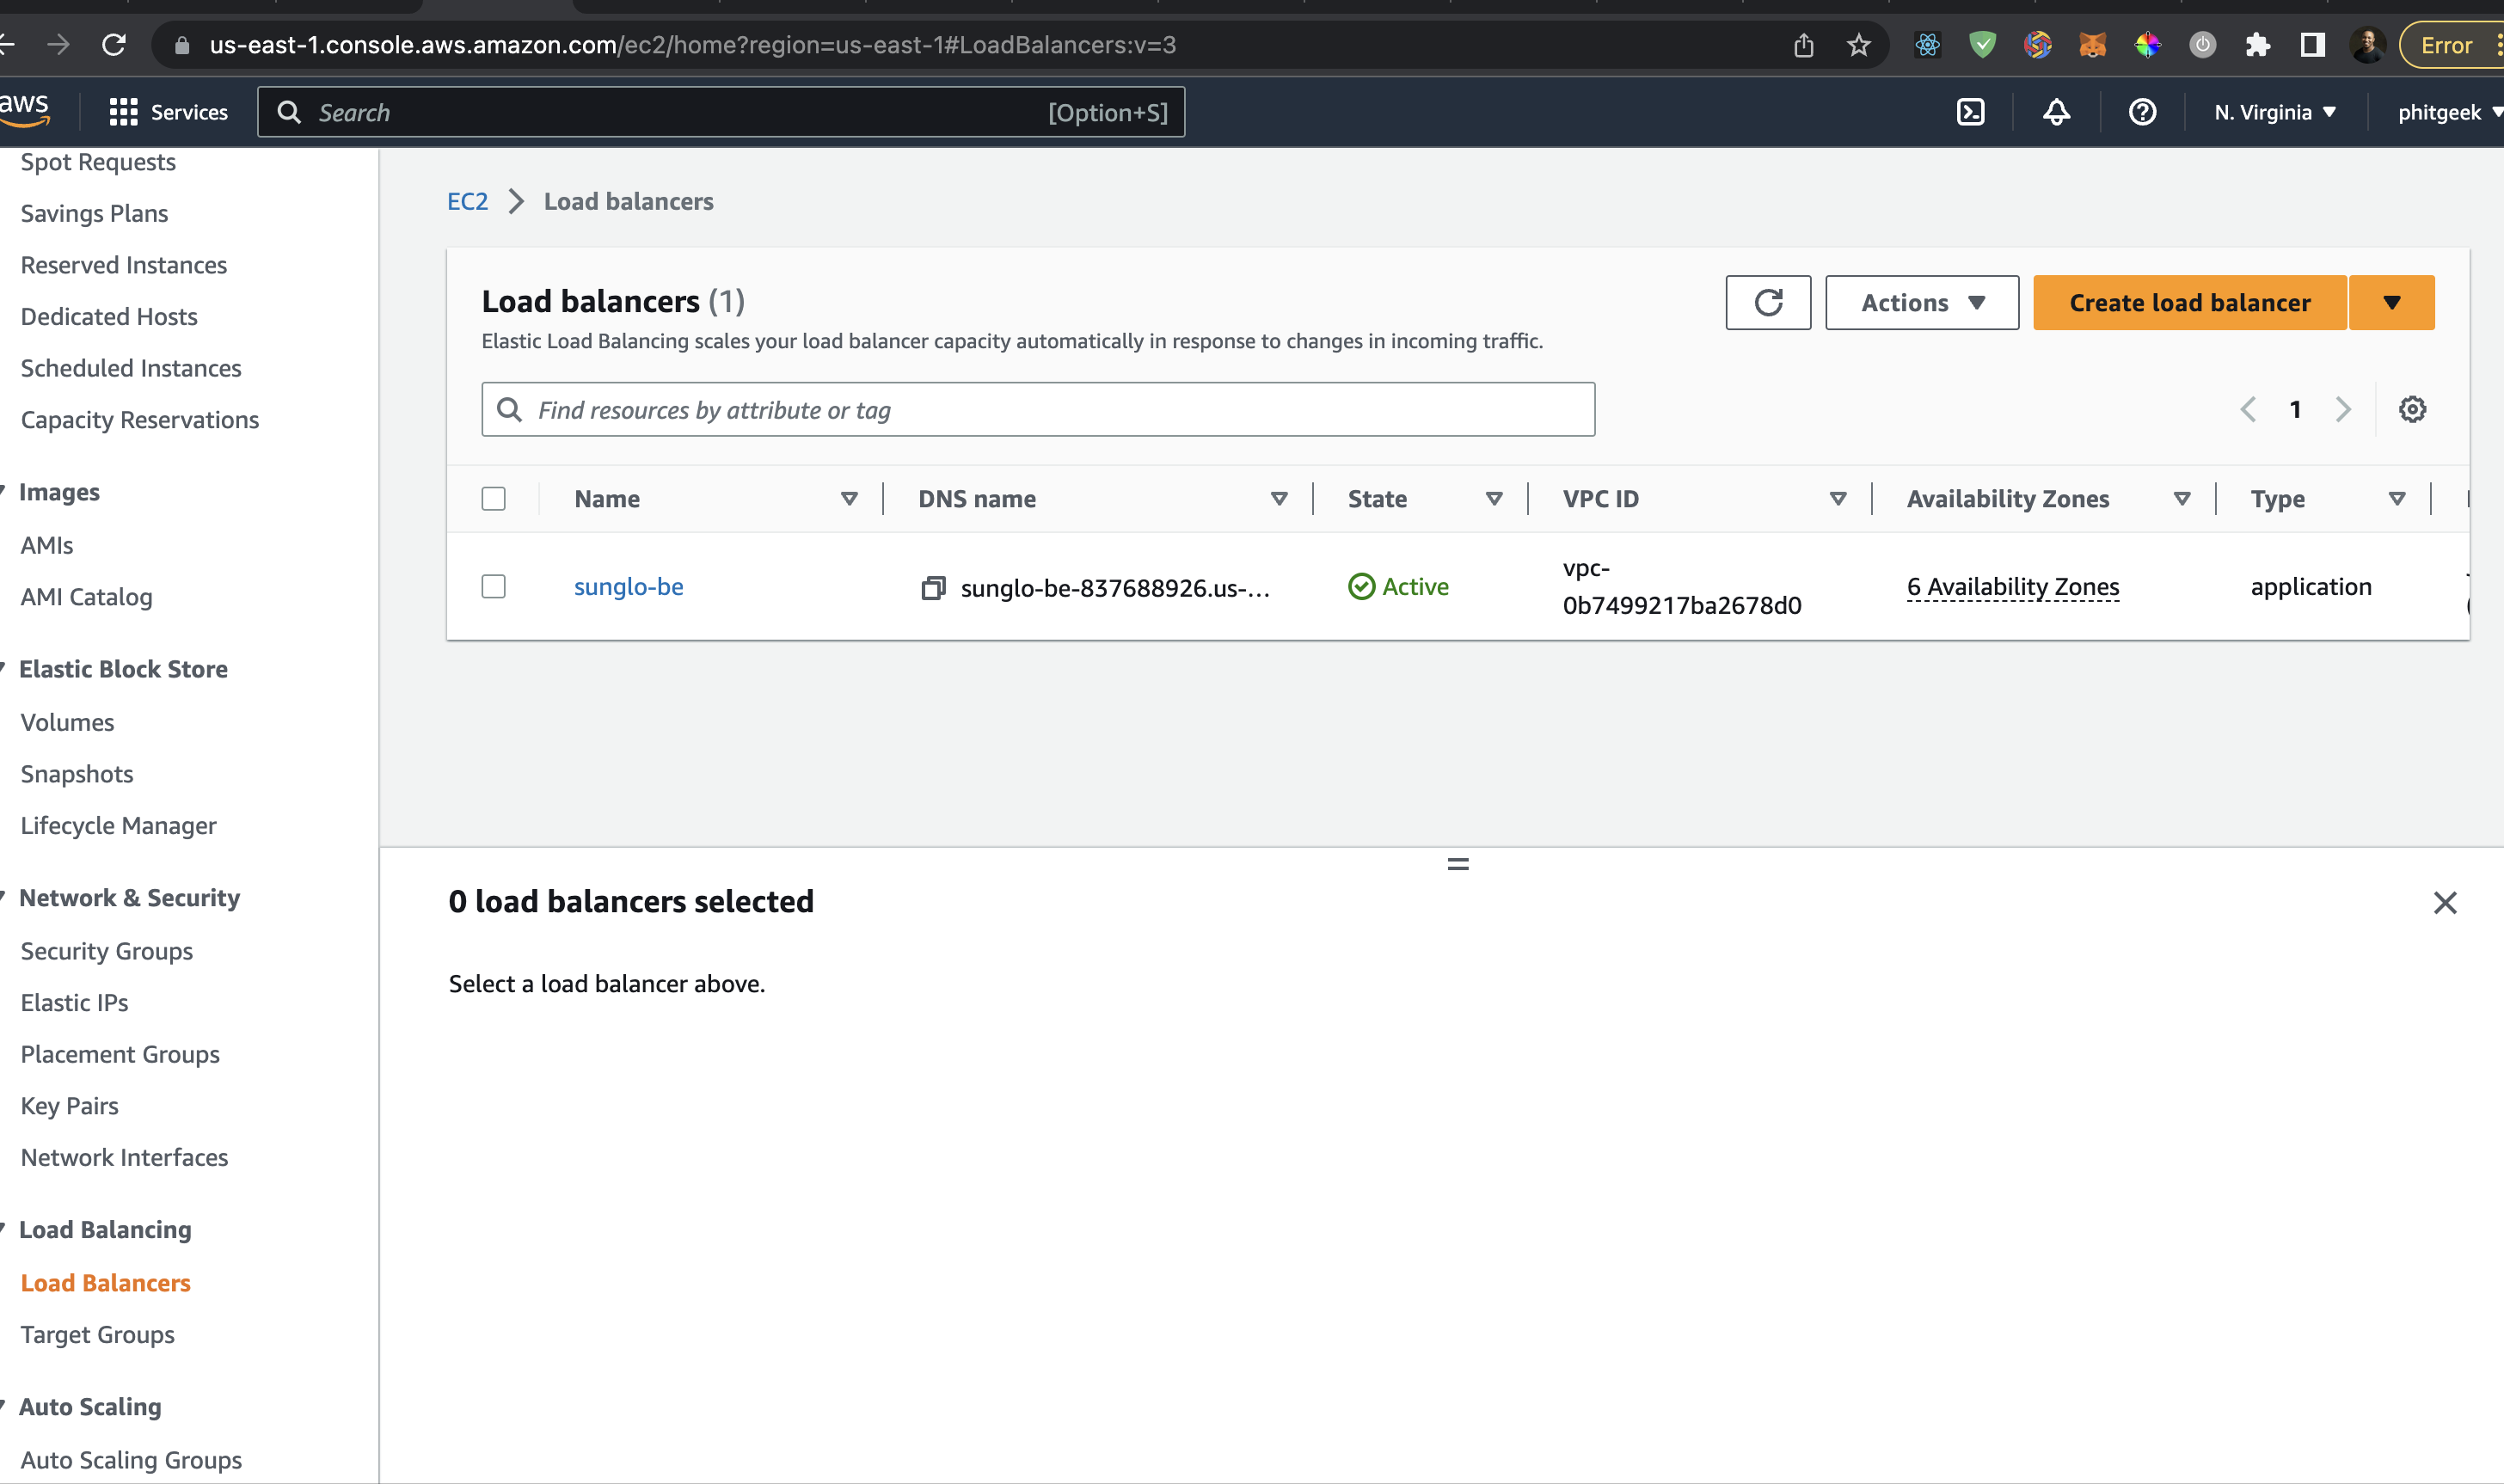 us-east-1.console.aws.amazon.com/ec2/home?region=us-east-1#LoadBalancers:v=3
Error
aws
Services
Search
[Option+S]
N. Virginia
phitgeek
Spot Requests
Savings Plans
Reserved Instances
Dedicated Hosts
Scheduled Instances
Capacity Reservations
Images
AMIs
AMI Catalog
Elastic Block Store
Volumes
Snapshots
Lifecycle Manager
Network & Security
Security Groups
Elastic IPs
Placement Groups
Key Pairs
Network Interfaces
Load Balancing
Load Balancers
Target Groups
Auto Scaling
Auto Scaling Groups
EC2 > Load balancers
Load balancers (1)
Elastic Load Balancing scales your load balancer capacity automatically in response to changes in incoming traffic.
Actions
Create load balancer
Find resources by attribute or tag
1
Name
DNS name
State
VPC ID
Availability Zones
Type
sunglo-be
sunglo-be-837688926.us-...
Active
vpc-
0b7499217ba2678d0
6 Availability Zones
application
0 load balancers selected
Select a load balancer above.